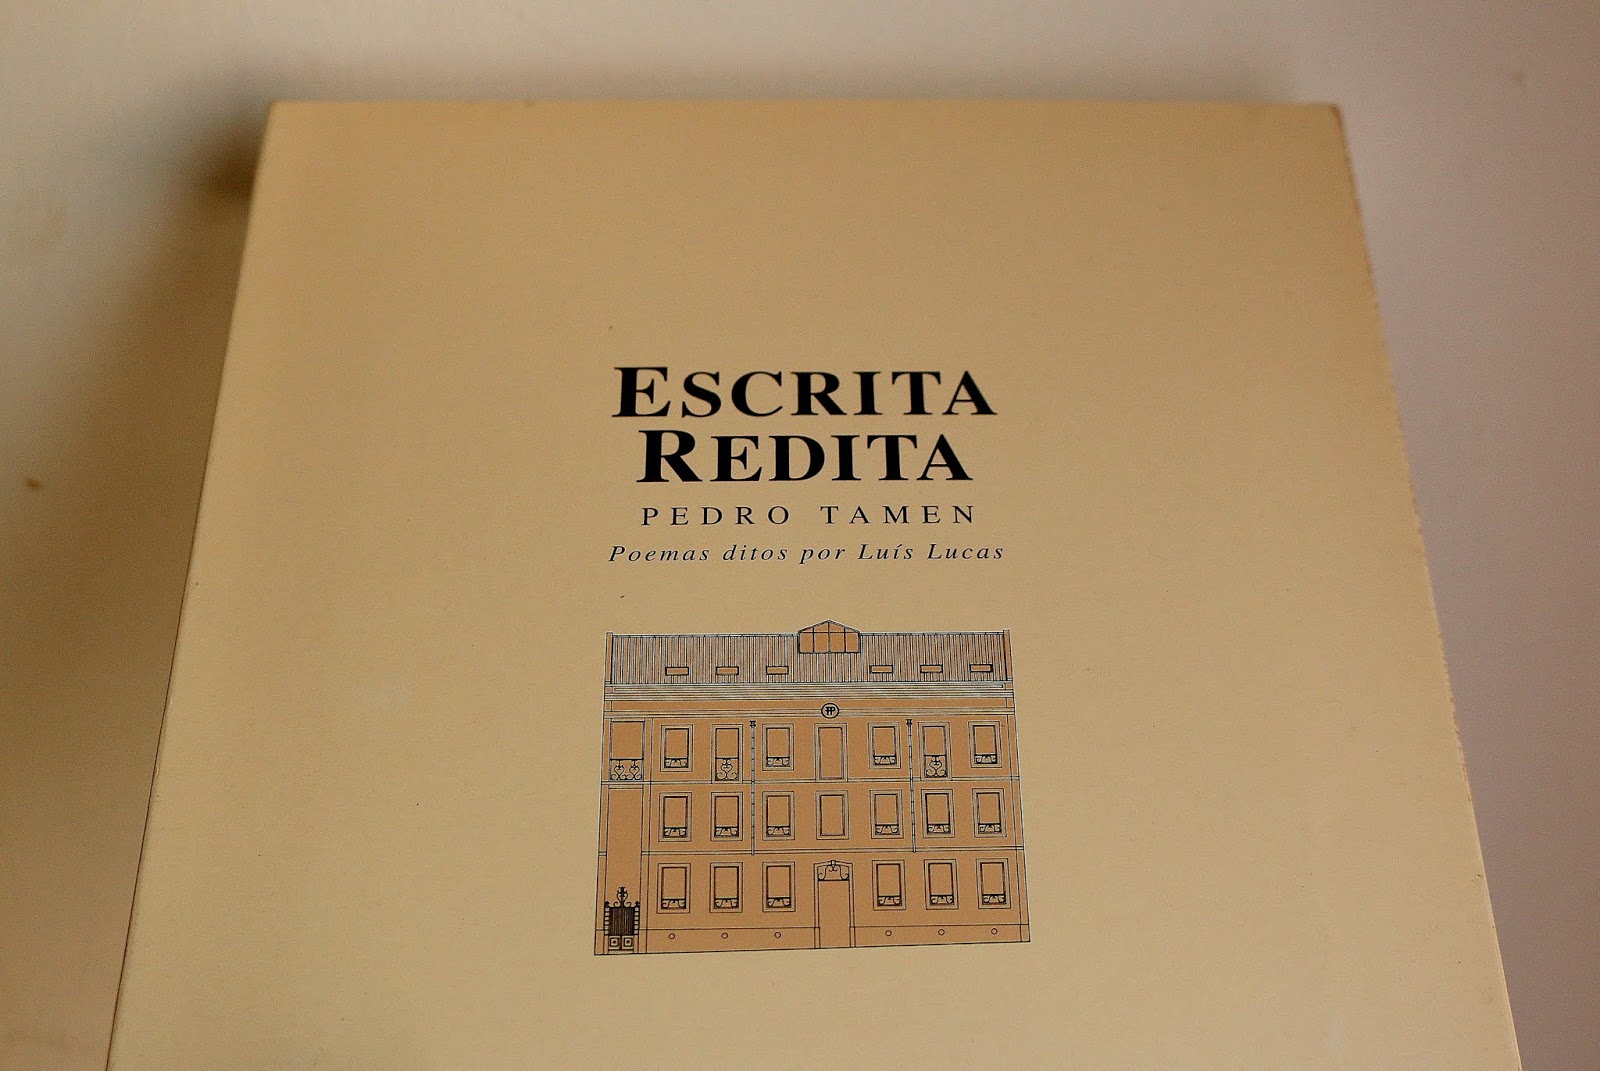 ESCRITA
REDITA
PEDRO TAMEN
Poemas ditos por Luís Lucas